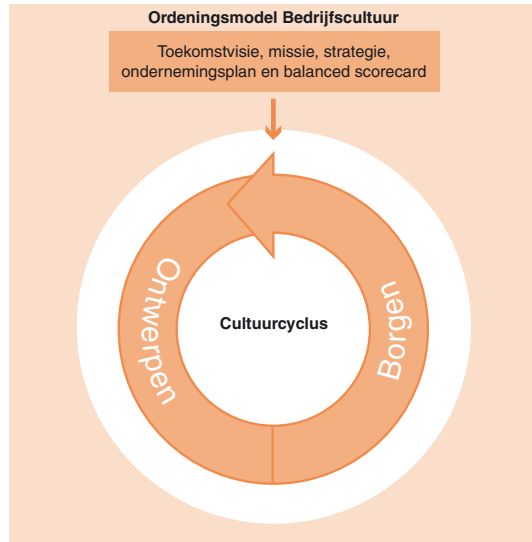 Ordeningsmodel Bedrijfscultuur
Toekomstvisie, missie, strategie,
ondernemingsplan en balanced scorecard
Ontwerpen
Cultuurcyclus
Borgen